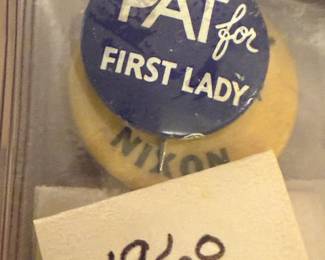 PAT for
FIRST LADY
NIXON
1960